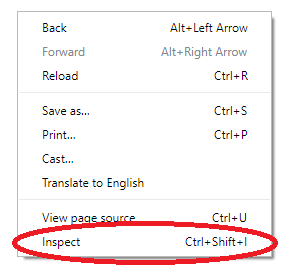 Back Alt+Left Arrow
Forward Alt+Right Arrow
Reload Ctrl+R
Save as... Ctrl+S
Print... Ctrl+P
Cast...
Translate to English
View page source Ctrl+U
Inspect Ctrl+Shift+I